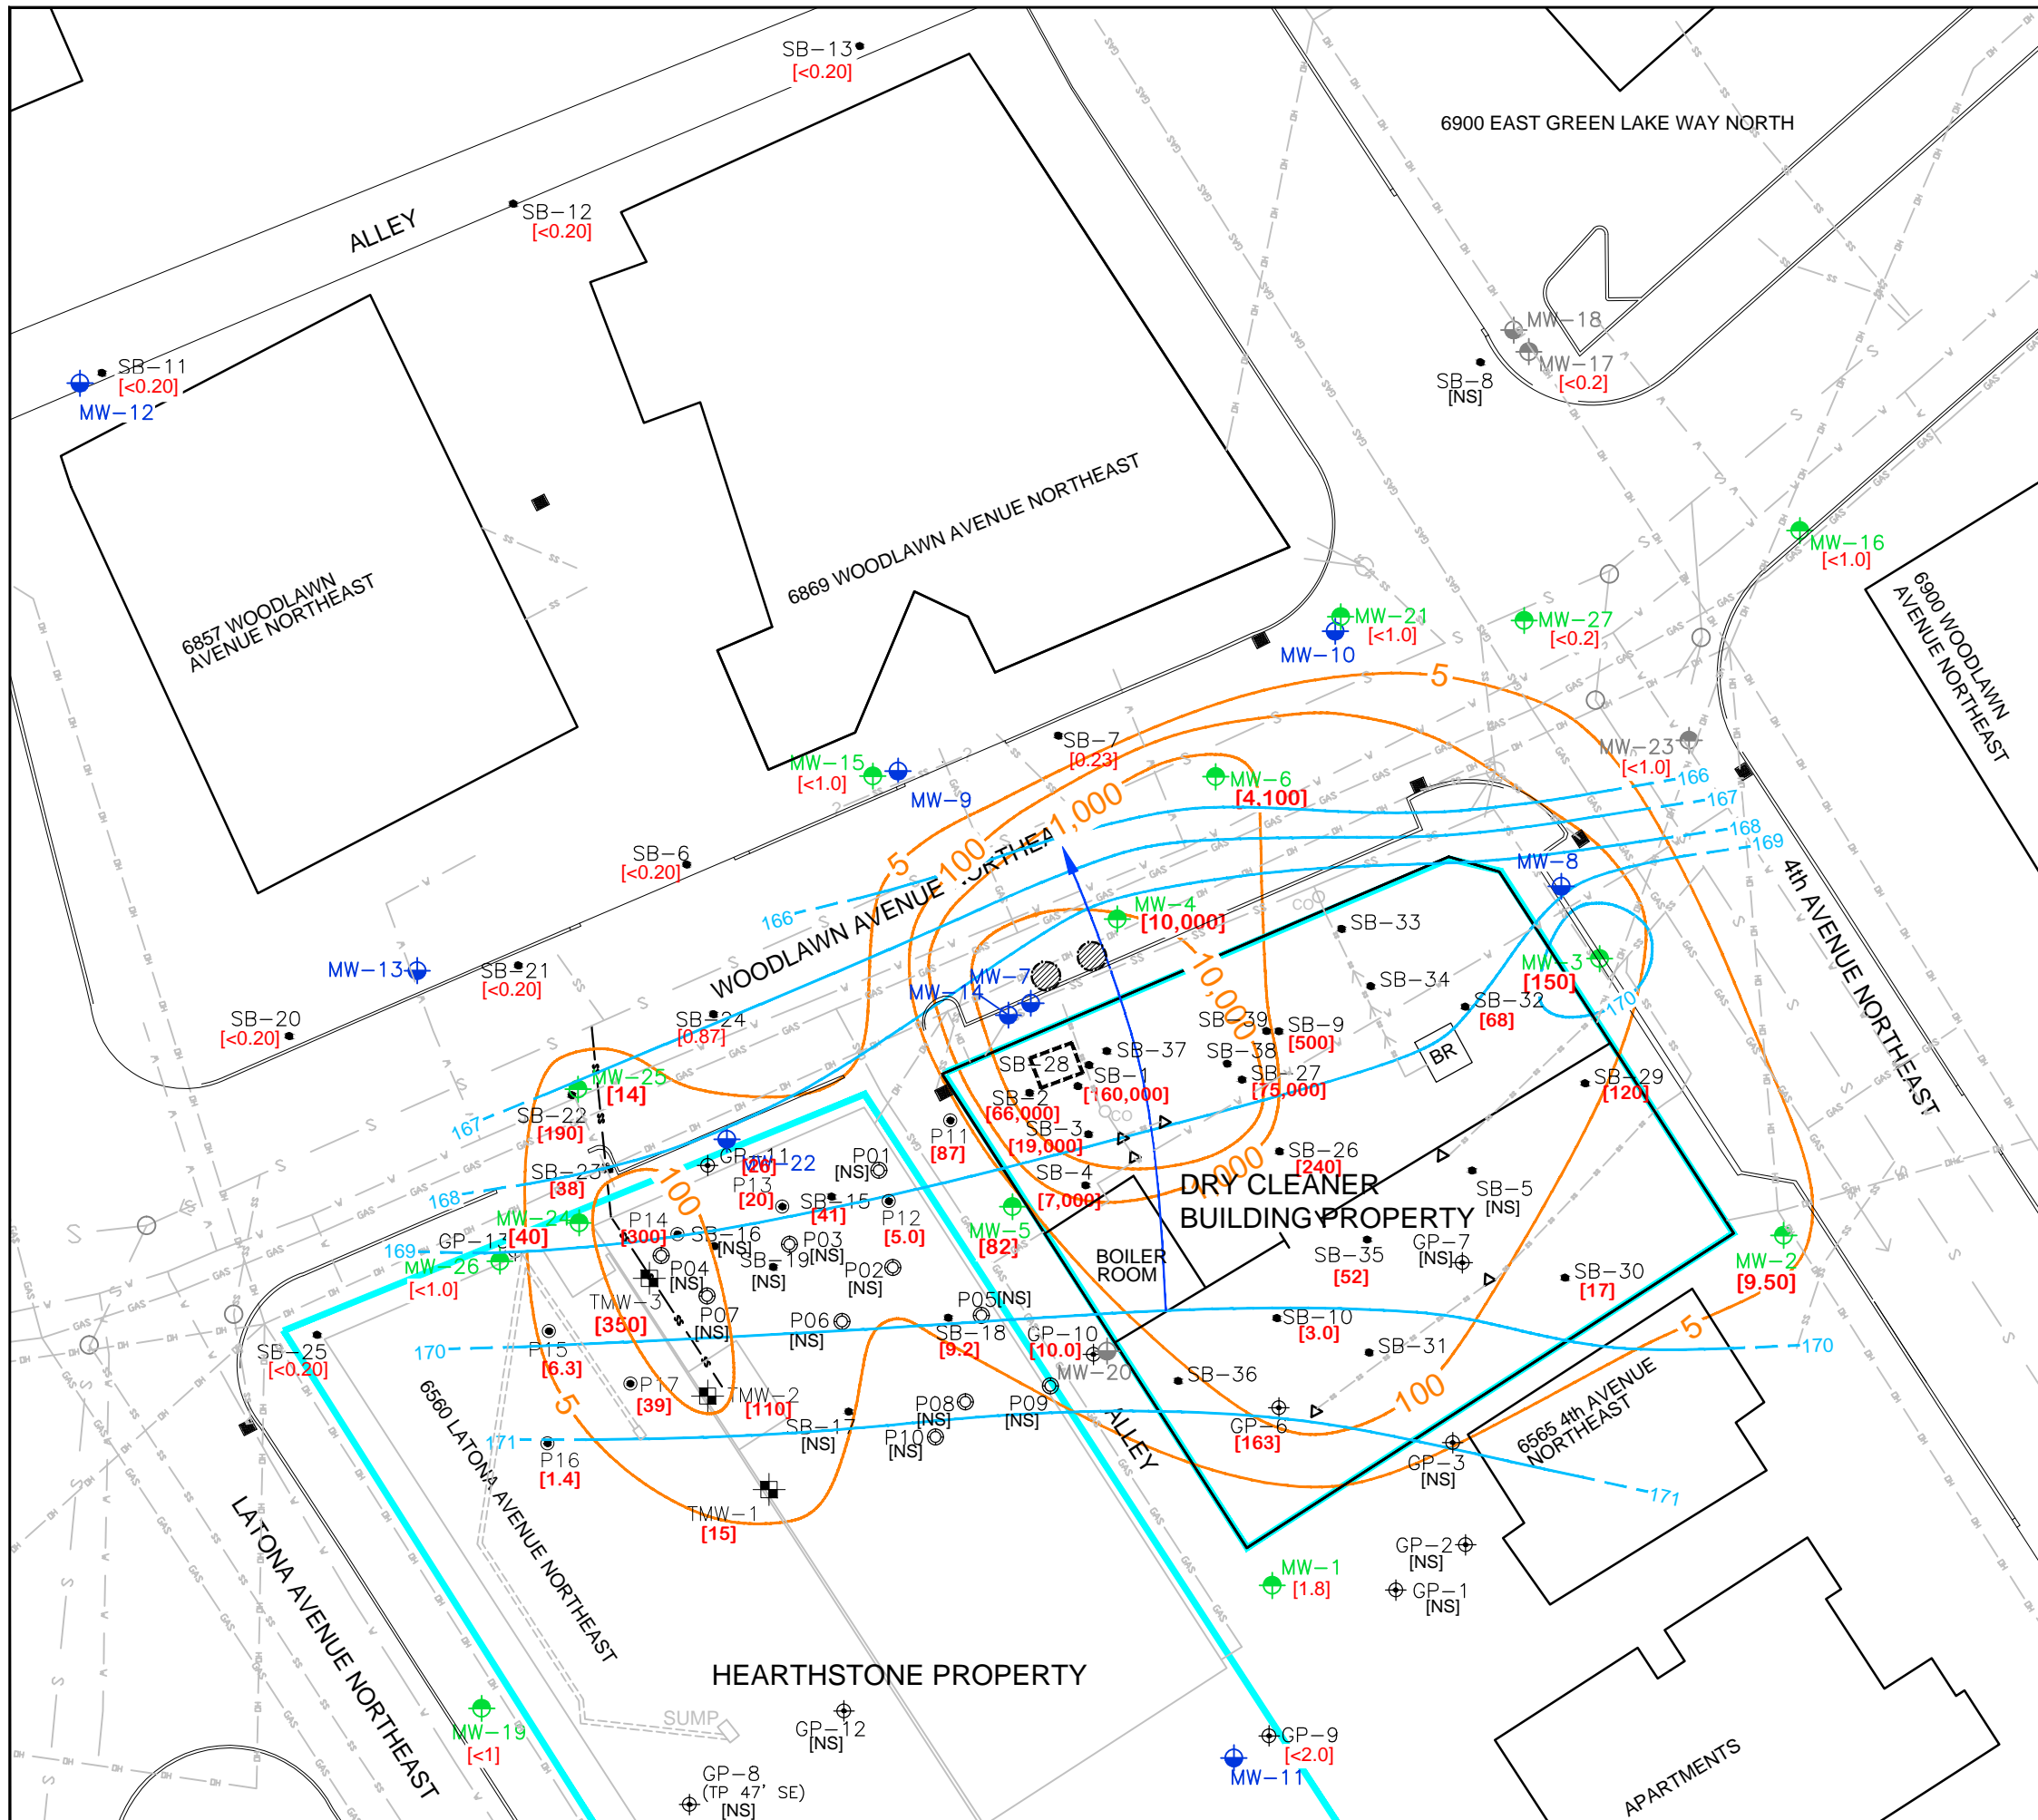 SB-13
[<0.20]
6900 EAST GREEN LAKE WAY NORTH
SB-12
[<0.20]
ALLEY
MW-18
MW-17
[<0.2]
SB-8
[NS]
SB-11
[<0.20]
MW-12
6869 WOODLAWN AVENUE NORTHEAST
6857 WOODLAWN
AVENUE NORTHEAST
MW-16
[<1.0]
6900 WOODLAWN
AVENUE NORTHEAST
MW-21
[<1.0]
MW-10
MW-27
[<0.2]
5
SB-7
[0.23]
MW-23
[<1.0]
MW-15
[<1.0]
MW-9
MW-6
[4,100]
166
167
168
169
1,000
100
5
SB-6
[<0.20]
MW-8
166
WOODLAWN AVENUE NORTHEA
4th AVENUE NORTHEAST
MW-4
[10,000]
CO
SB-33
MW-13
SB-21
[<0.20]
MW-7
MW-14
10,000
MW-3
[150]
SB-34
SB-32
[68]
170
SB-20
[<0.20]
SB-24
[0.87]
SB-39
SB-9
[500]
SB-37
SB-38
BR
SB-28
SB-1
[160,000]
SB-27
[75,000]
SB-29
[120]
MW-25
[14]
SB-2
[66,000]
CO
SB-22
[190]
167
P11
[87]
SB-3
[19,000]
SB-26
[240]
GP-11
[26]
MW-22
P01
[NS]
SB-23
[38]
168
100
P13
[20]
SB-15
[41]
SB-4
[7,000]
1,000
DRY CLEANER
BUILDING PROPERTY
SB-5
[NS]
P12
[5.0]
MW-24
[40]
P14
[300]
MW-5
[82]
GP-13
169
SB-16
[NS]
P03
[NS]
SB-35
[52]
GP-7
[NS]
MW-2
[9.50]
MW-26
[<1.0]
P04
[NS]
SB-19
[NS]
P02
[NS]
BOILER
ROOM
SB-30
[17]
TMW-3
[350]
P07
[NS]
P06
[NS]
P05
[NS]
SB-18
[9.2]
GP-10
[10.0]
MW-20
SB-10
[3.0]
5
SB-25
[<0.20]
170
P15
[6.3]
SB-31
170
SB-36
P17
[39]
TMW-2
[110]
P08
[NS]
P09
[NS]
100
6565 4th AVENUE
NORTHEAST
5
SB-17
[NS]
P10
[NS]
ALLEY
GP-6
[163]
GP-3
[NS]
171
P16
[1.4]
6560 LATONA AVENUE NORTHEAST
171
TMW-1
[15]
LATONA AVENUE NORTHEAST
GP-2
[NS]
MW-1
[1.8]
GP-1
[NS]
HEARTHSTONE PROPERTY
MW-19
[<1]
SUMP
GP-12
[NS]
GP-9
[<2.0]
MW-11
GP-8
(TP 47' SE)
[NS]
APARTMENTS